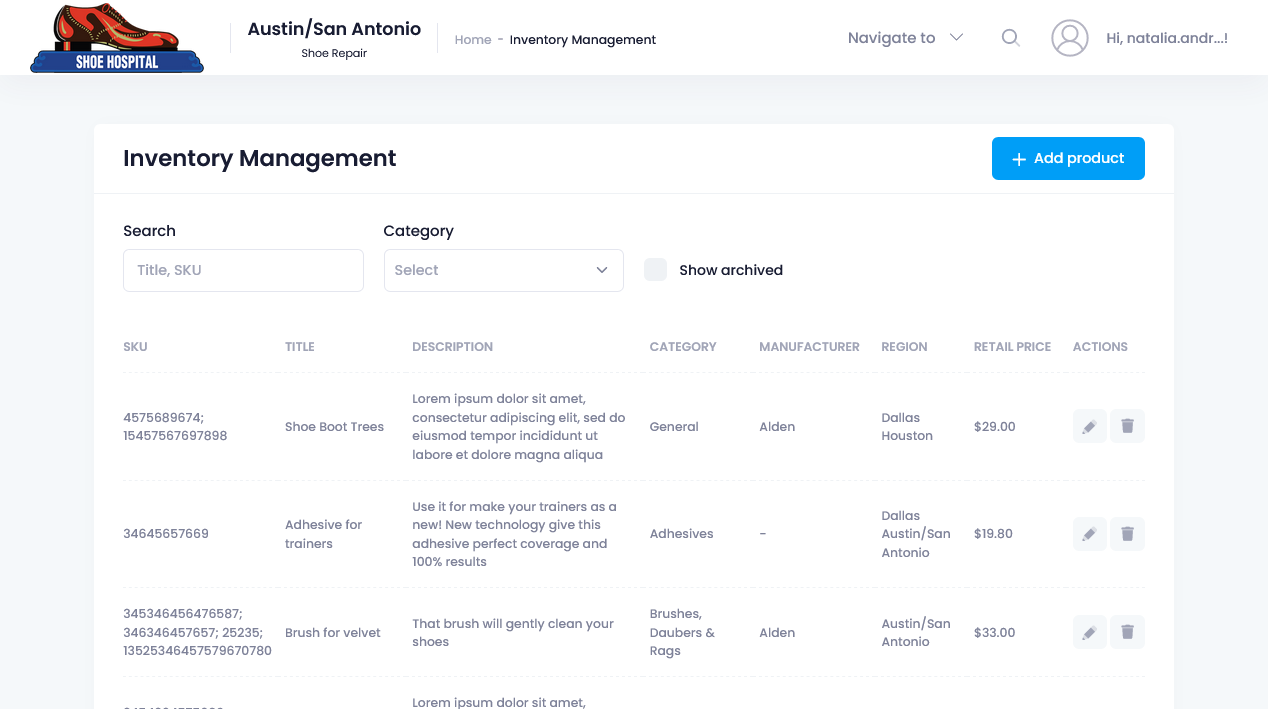 SHOE HOSPITAL
Austin/San Antonio
Shoe Repair
Home - Inventory Management
Navigate to
Hi, natalia.andr...!
Inventory Management
+ Add product
Search
Category
Title, SKU
Select
Show archived
SKU TITLE DESCRIPTION CATEGORY MANUFACTURER REGION RETAIL PRICE ACTIONS
4575689674;
15457567697898
Shoe Boot Trees
Lorem ipsum dolor sit amet,
consectetur adipiscing elit, sed do
eiusmod tempor incididunt ut
labore et dolore magna aliqua
General
Alden
Dallas
Houston
$29.00
34645657669
Adhesive for
trainers
Use it for make your trainers as a
new! New technology give this
adhesive perfect coverage and
100% results
Adhesives
-
Dallas
Austin/San
Antonio
$19.80
345346456476587;
346346457657; 25235;
13525346457579670780
Brush for velvet
That brush will gently clean your
shoes
Brushes,
Daubers &
Rags
Alden
Austin/San
Antonio
$33.00
Lorem ipsum dolor sit amet,